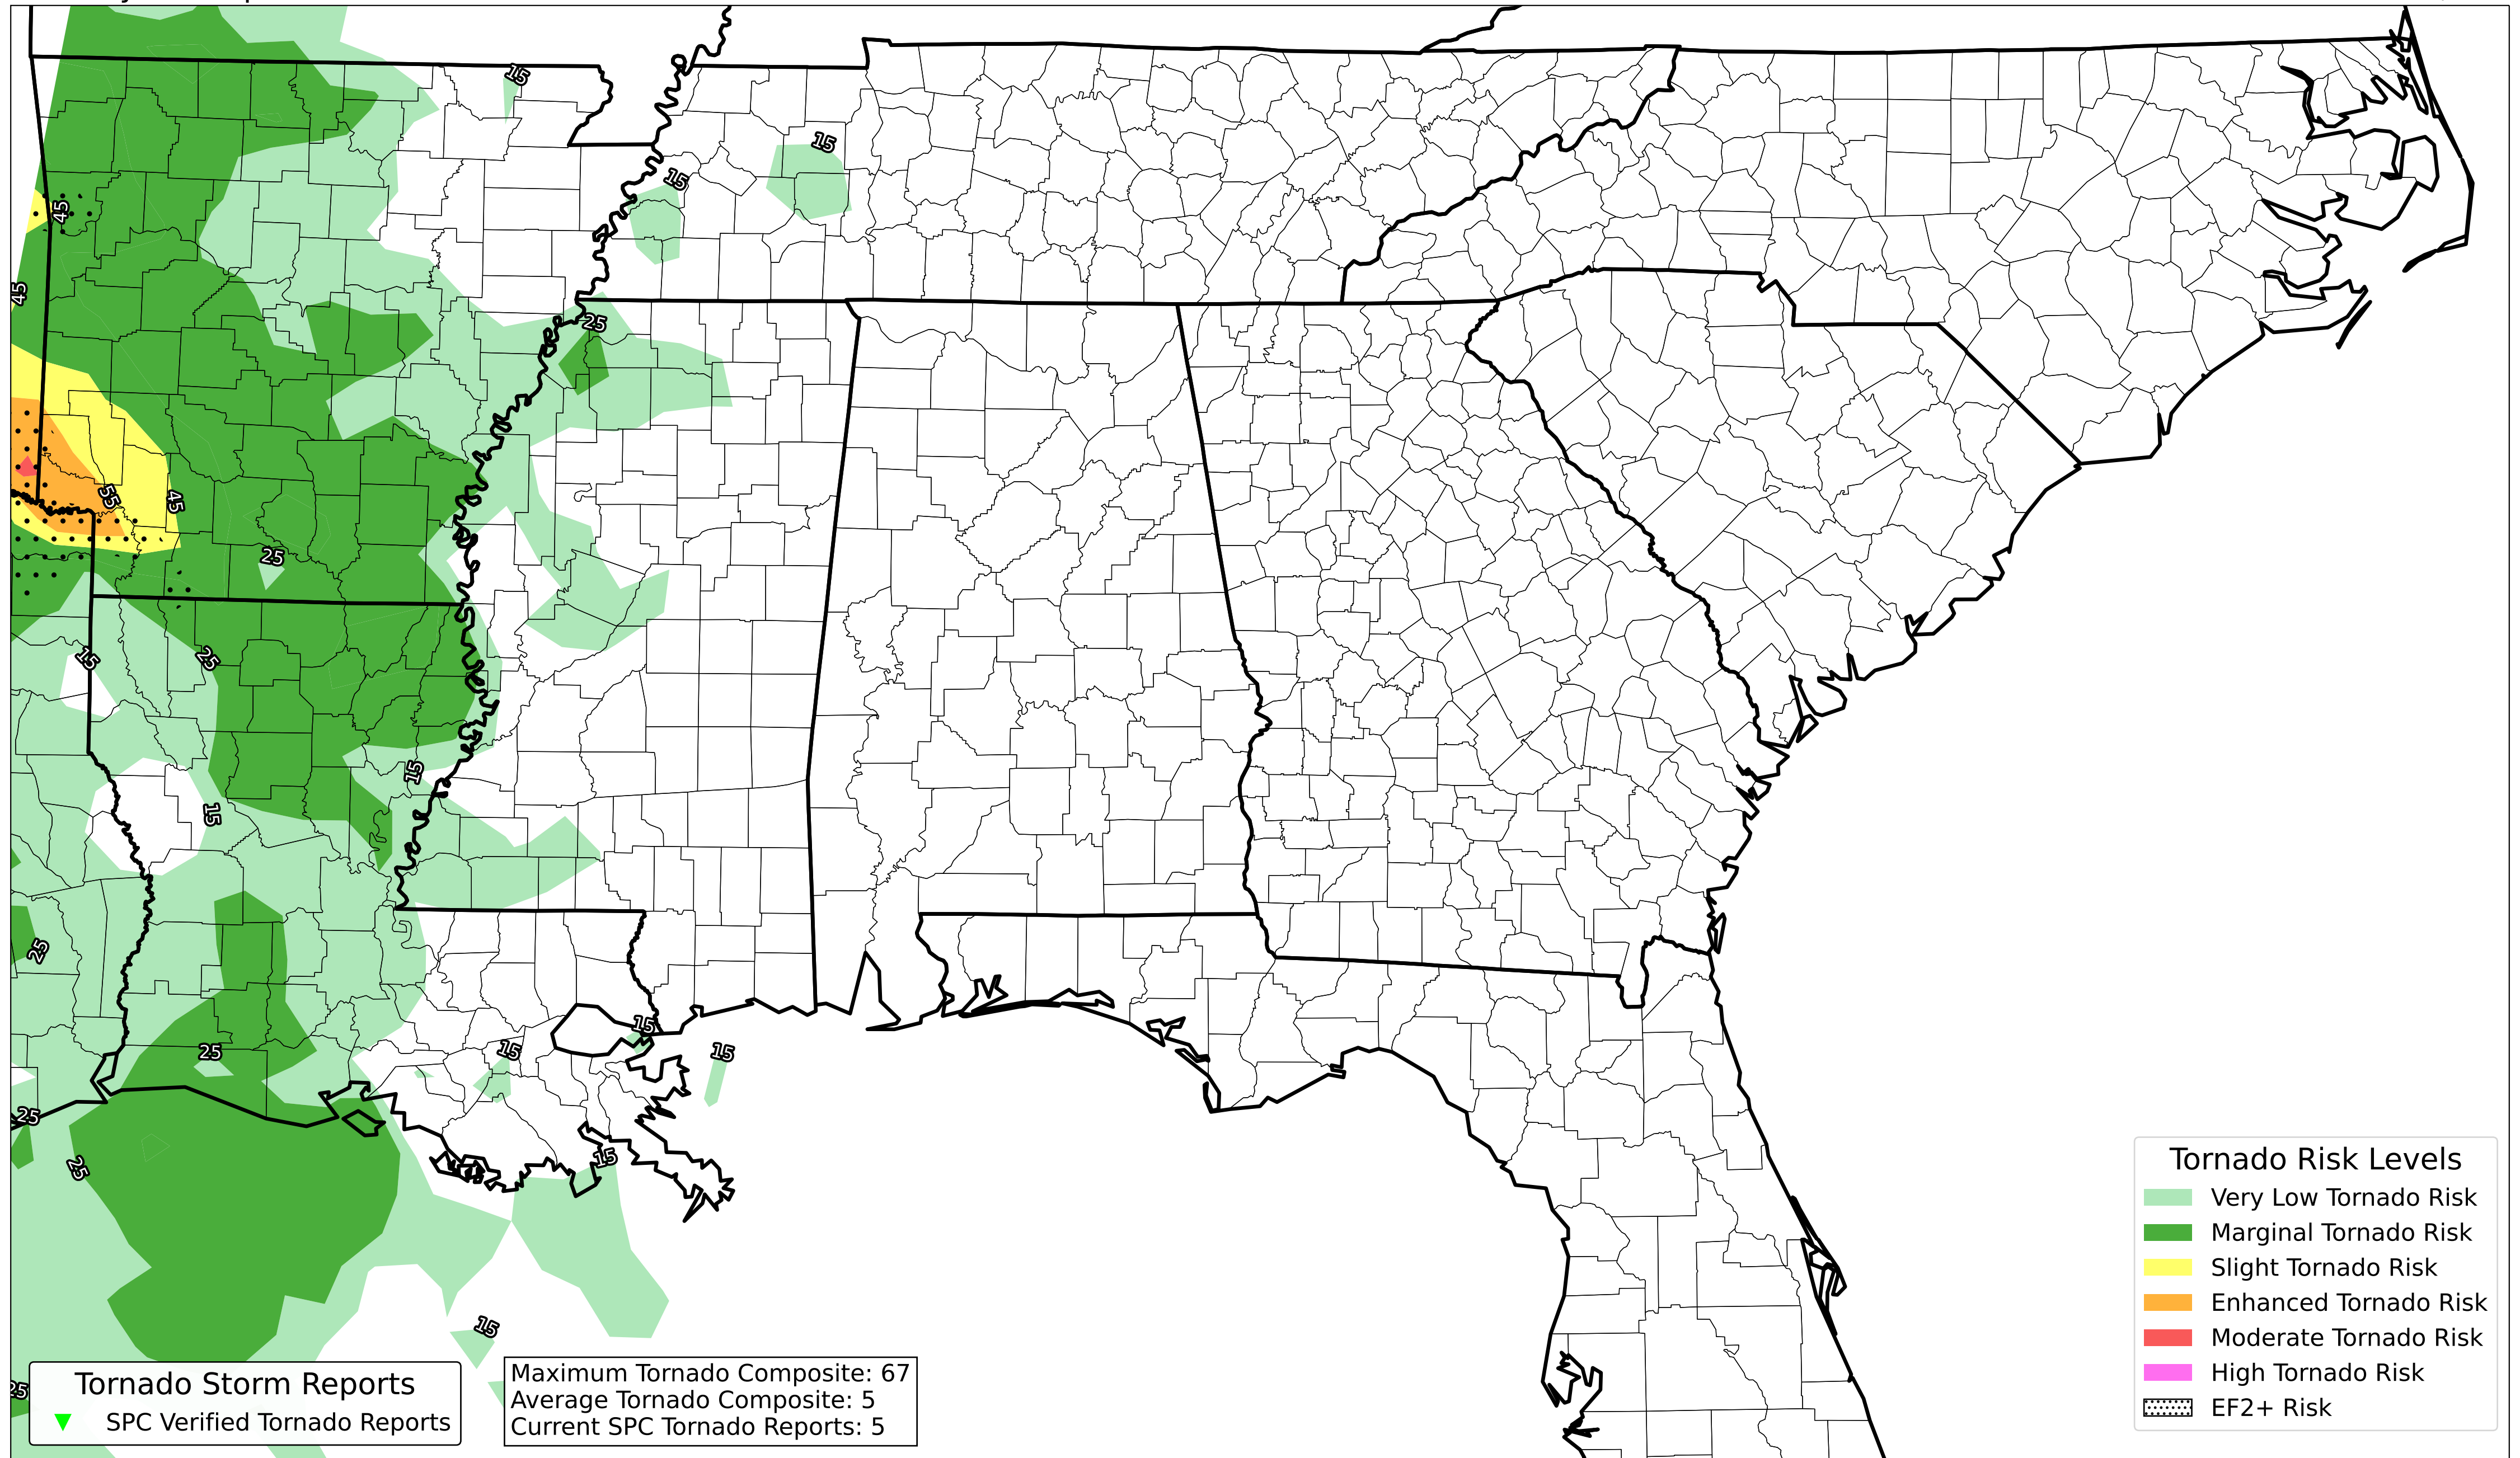 15
15
15
45
45
25
55
45
25
15
25
15
15
25
15
25
15
15
25
25
15
15
25
Tornado Risk Levels
Very Low Tornado Risk
Marginal Tornado Risk
Slight Tornado Risk
Enhanced Tornado Risk
Moderate Tornado Risk
High Tornado Risk
EF2+ Risk
Tornado Storm Reports
SPC Verified Tornado Reports
Maximum Tornado Composite: 67
Average Tornado Composite: 5
Current SPC Tornado Reports: 5